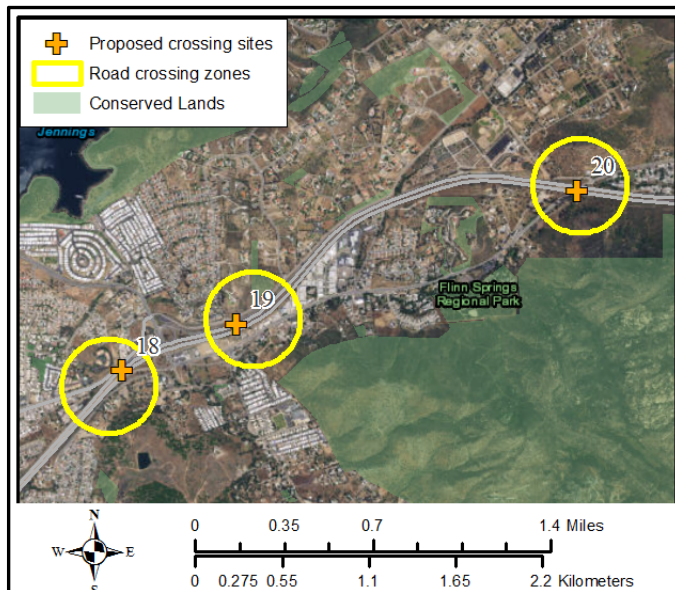 Proposed crossing sites
Road crossing zones
Conserved Lands
Jennings
20
19
18
Flinn Springs
Regional Park
N
W E
S
0 0.35 0.7 1.4 Miles
0 0.275 0.55 1.1 1.65 2.2 Kilometers